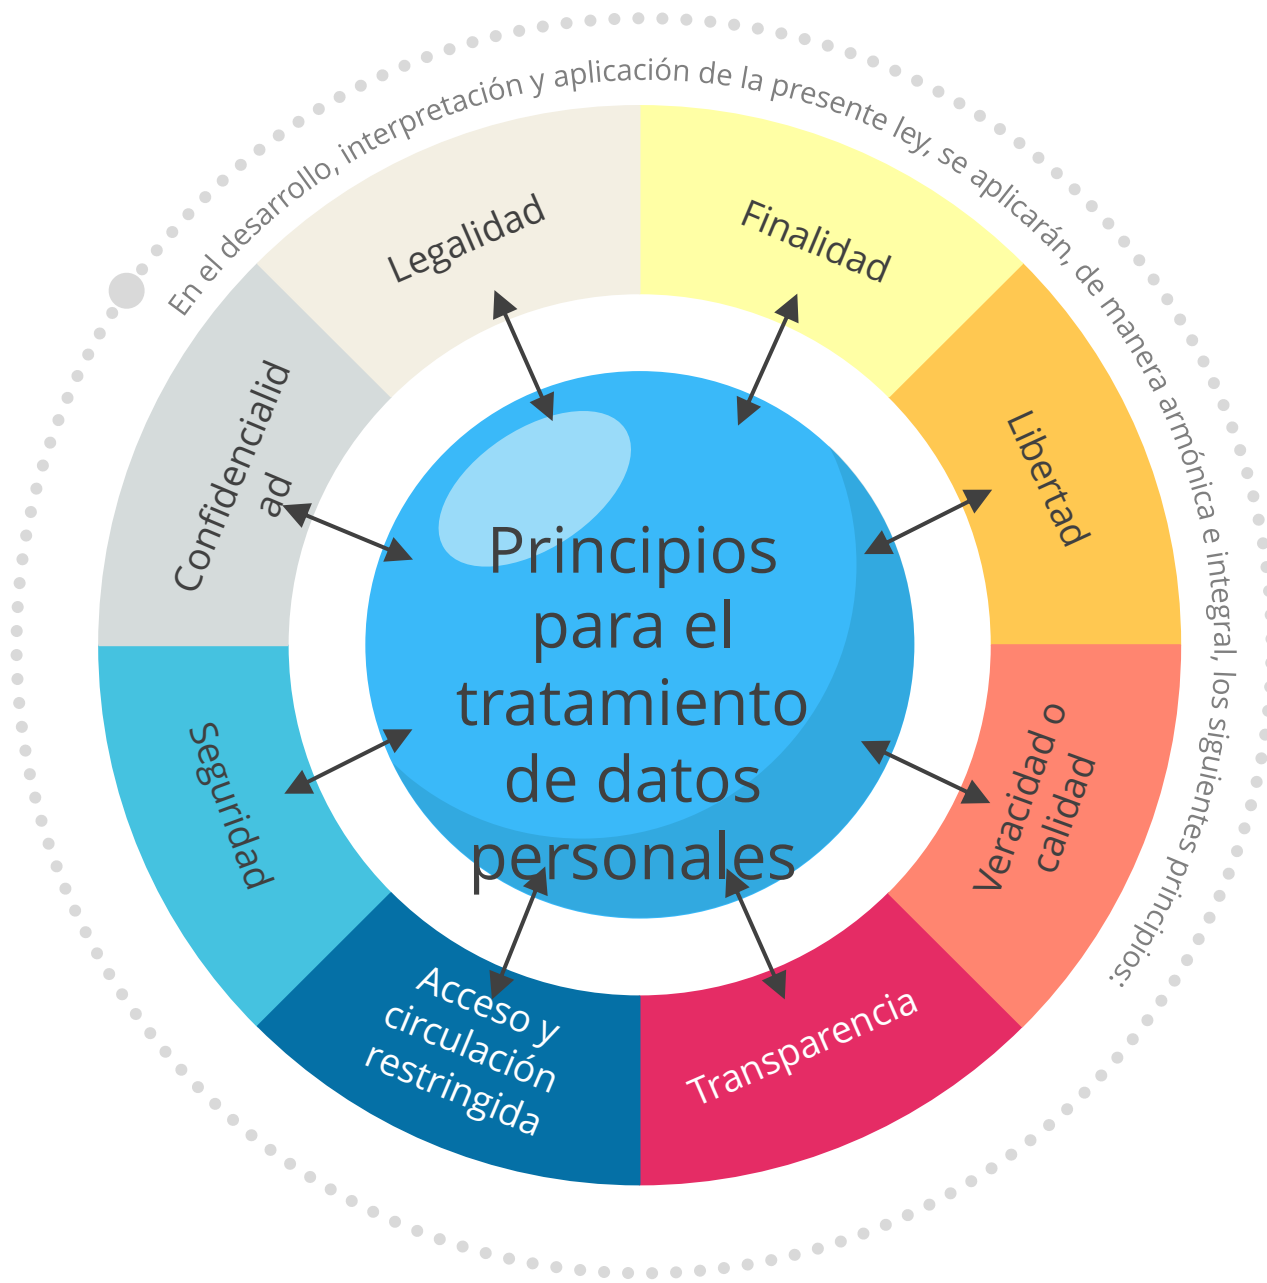 En el desarrollo, interpretación y aplicación de la presente ley, se aplicarán, de manera armónica e integral, los siguientes principios:
Legalidad
Finalidad
Libertad
Veracidad o
calidad
Transparencia
Acceso y
circulación
restringida
Seguridad
Confidencialid
ad
Principios
para el
tratamiento
de datos
personales